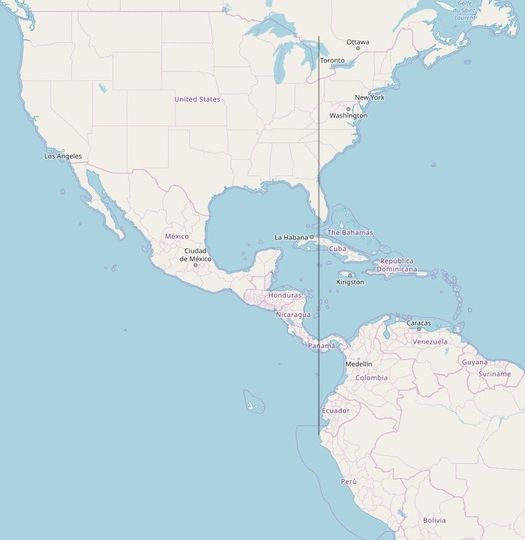 Golfe
du Saint-
Laurent
Ottawa
Toronto
United States
New York
Washington
Los Angeles
The Bahamas
La Habana
Cuba
México
Ciudad
de México
República
Dominicana
Kingston
Honduras
Nicaragua
Caracas
Panamá
Venezuela
Medellín
Guyana
Colombia
Suriname
Ecuador
Perú
Bolivia